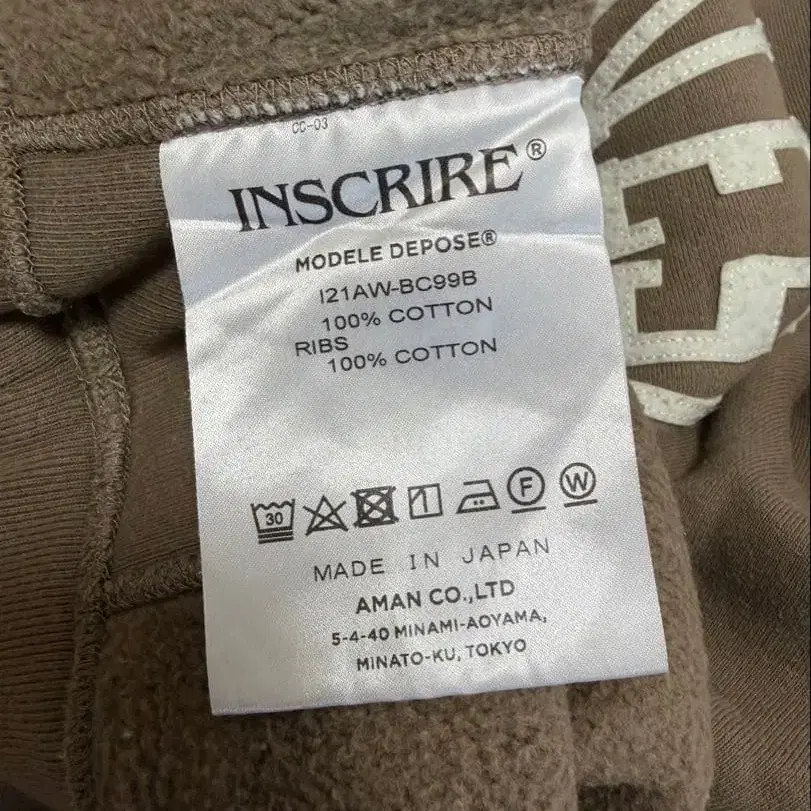 CC-03
INSCRIRE®
MODELE DEPOSE®
I21AW-BC99B
100% COTTON
RIBS
100% COTTON
30 F W
MADE IN JAPAN
AMAN CO.,LTD
5-4-40 MINAMI-AOYAMA,
MINATO-KU, TOKYO